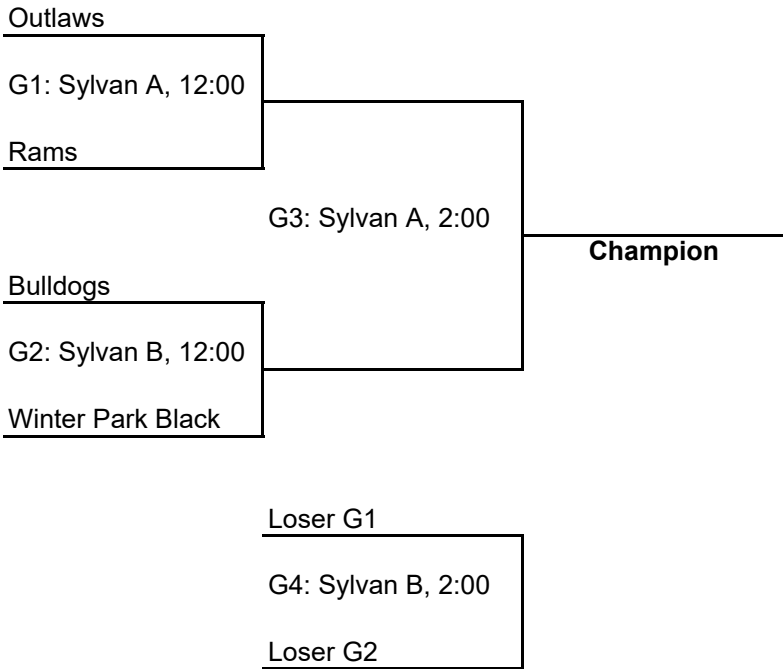 Outlaws
G1: Sylvan A, 12:00
Rams
G3: Sylvan A, 2:00
Champion
Bulldogs
G2: Sylvan B, 12:00
Winter Park Black
Loser G1
G4: Sylvan B, 2:00
Loser G2